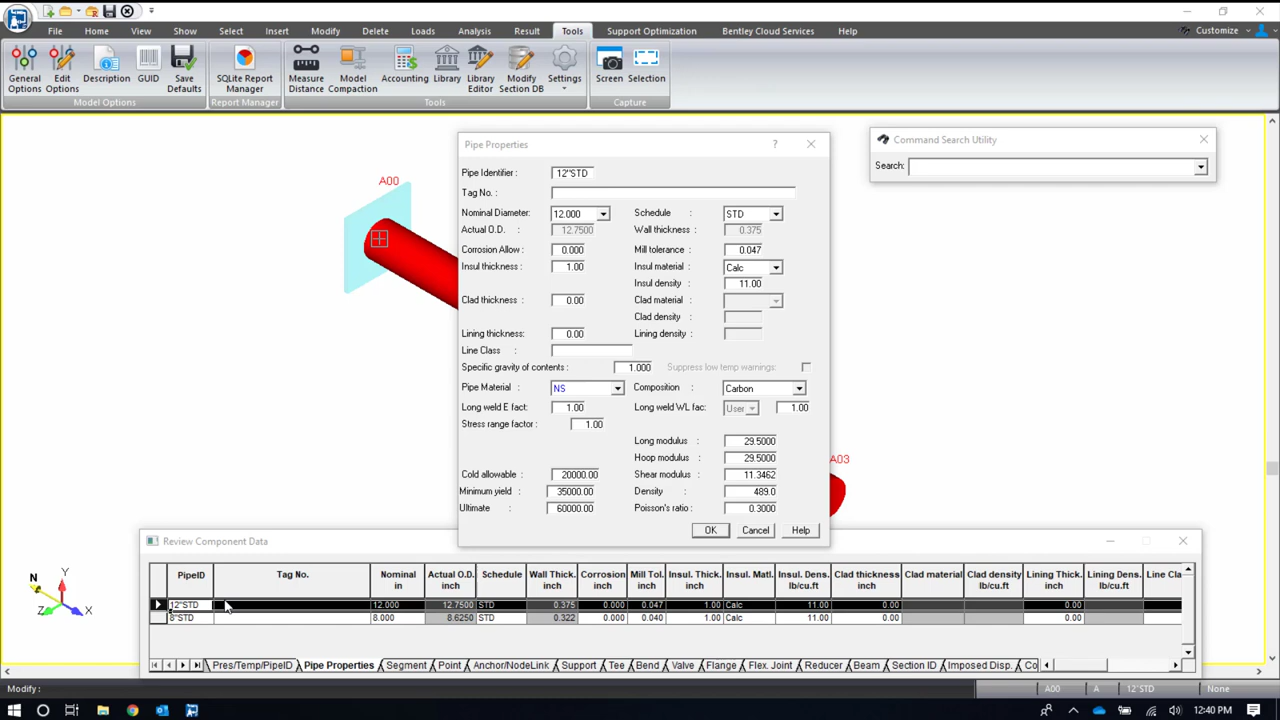 File Home View Show Select Insert Modify Delete Loads Analysis Result Tools Support Optimization Bentley Cloud Services Help Customize
General Options
Edit Options
Description
GUID
Save Defaults
SQLite Report Manager
Measure Distance
Model Compaction
Accounting
Library
Library Editor
Modify Section DB
Settings
Screen
Selection
Model Options Report Manager Tools Capture
A00
Command Search Utility
Search:
Pipe Properties ?
Pipe Identifier : 12"STD
Tag No. :
Nominal Diameter: 12.000 Schedule : STD
Actual O.D. : 12.7500 Wall thickness : 0.375
Corrosion Allow : 0.000 Mill tolerance : 0.047
Insul thickness : 1.00 Insul material : Calc
Insul density : 11.00
Clad thickness : 0.00 Clad material :
Clad density :
Lining thickness: 0.00 Lining density :
Line Class :
Specific gravity of contents : 1.000 Suppress low temp warnings:
Pipe Material : NS Composition : Carbon
Long weld E fact: 1.00 Long weld WL fac: User 1.00
Stress range factor : 1.00
Long modulus : 29.5000
Hoop modulus : 29.5000
Cold allowable : 20000.00 Shear modulus : 11.3462
Minimum yield : 35000.00 Density : 489.0
Ultimate : 60000.00 Poisson's ratio : 0.3000
OK Cancel Help
A03
N Y Z X
Review Component Data
PipeID Tag No. Nominal in Actual O.D. inch Schedule Wall Thick. inch Corrosion inch Mill Tol. inch Insul. Thick. inch Insul. Matl. Insul. Dens. lb/cu.ft Clad thickness inch Clad material Clad density lb/cu.ft Lining Thick. inch Lining Dens. lb/cu.ft Line Cla
12"STD 12.000 12.7500 STD 0.375 0.000 0.047 1.00 Calc 11.00 0.00 0.00
8"STD 8.000 8.6250 STD 0.322 0.000 0.040 1.00 Calc 11.00 0.00 0.00
Pres/Temp/PipeID Pipe Properties Segment Point Anchor/NodeLink Support Tee Bend Valve Flange Flex. Joint Reducer Beam Section ID Imposed Disp. Co
Modify : A00 A 12"STD None
12:40 PM